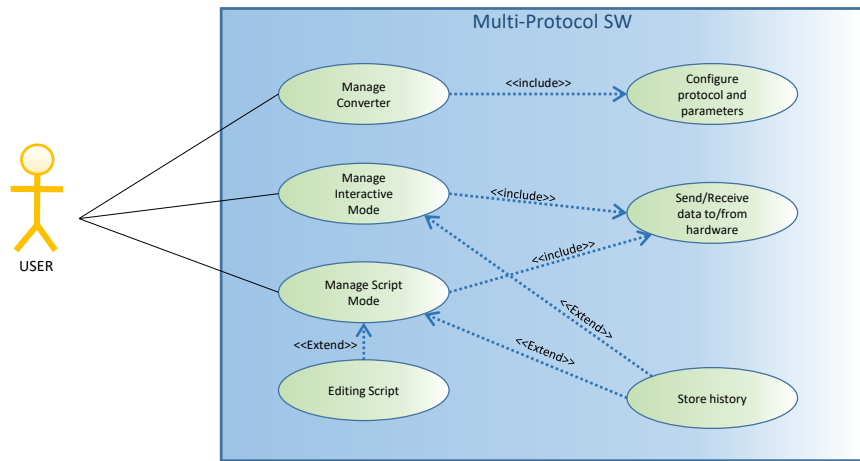 Multi-Protocol SW
Manage
Converter
<<include>>
Configure
protocol and
parameters
Manage
Interactive
Mode
<<include>>
Send/Receive
data to/from
hardware
USER
<<include>>
Manage Script
Mode
<<Extend>>
<<Extend>>
<<Extend>>
Editing Script
Store history